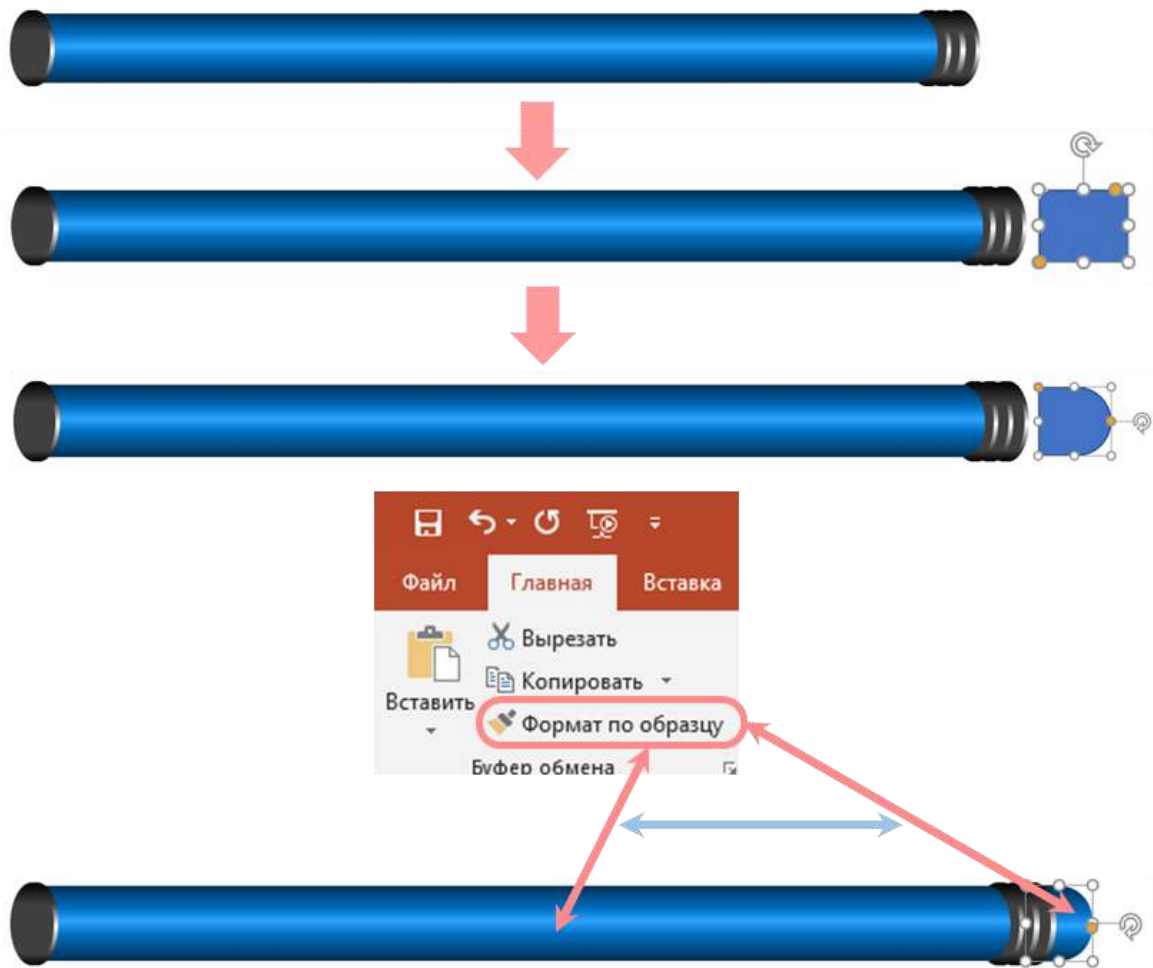 Файл Главная Вставка
Вырезать
Копировать
Вставить
Формат по образцу
Буфер обмена